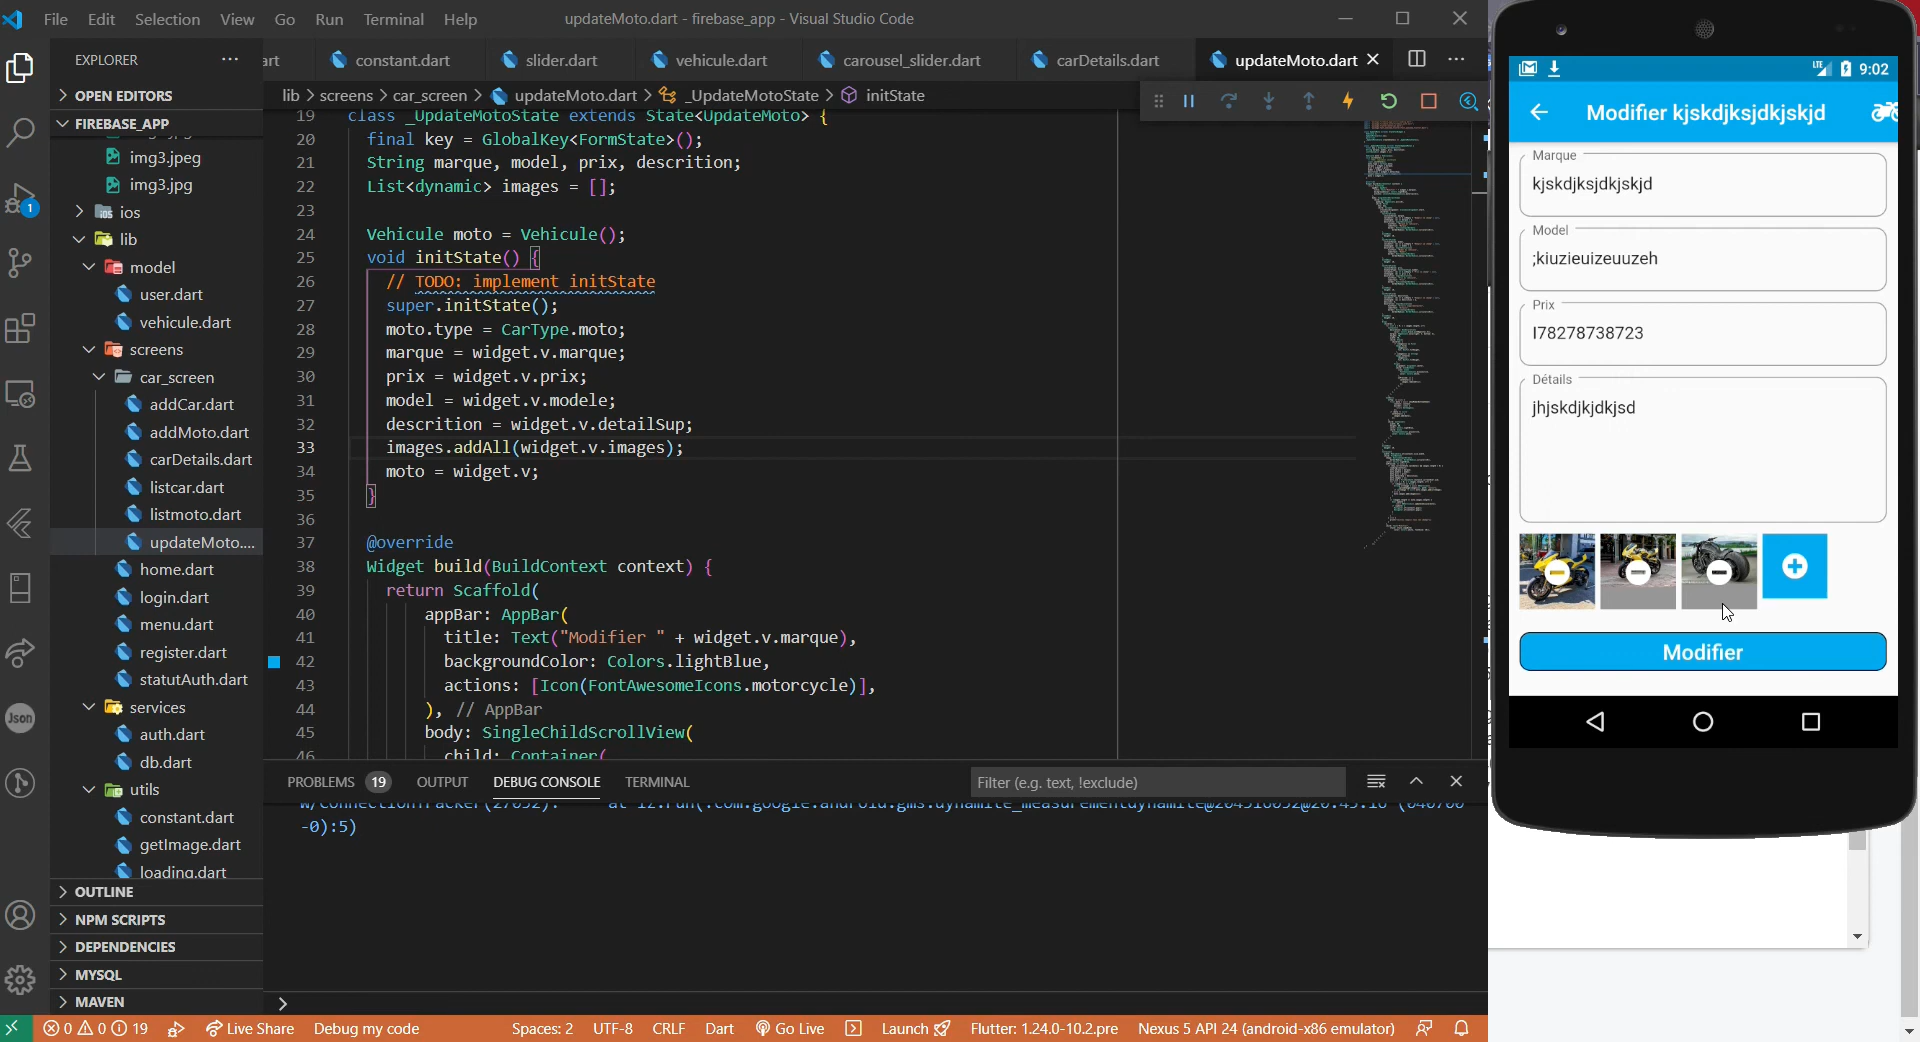 File Edit Selection View Go Run Terminal Help
updateMoto.dart - firebase_app - Visual Studio Code
EXPLORER
OPEN EDITORS
FIREBASE_APP
img3.jpeg
img3.jpg
ios
lib
model
user.dart
vehicule.dart
screens
car_screen
addCar.dart
addMoto.dart
carDetails.dart
listcar.dart
listmoto.dart
updateMoto....
home.dart
login.dart
menu.dart
register.dart
statutAuth.dart
services
auth.dart
db.dart
utils
constant.dart
getImage.dart
loading.dart
OUTLINE
NPM SCRIPTS
DEPENDENCIES
MYSQL
MAVEN
1
Json
art constant.dart slider.dart vehicule.dart carousel_slider.dart carDetails.dart updateMoto.dart
lib > screens > car_screen > updateMoto.dart > _UpdateMotoState > initState
19 class _UpdateMotoState extends State<UpdateMoto> {
20 final key = GlobalKey<FormState>();
21 String marque, model, prix, descrition;
22 List<dynamic> images = [];
23
24 Vehicule moto = Vehicule();
25 void initState() {
26 // TODO: implement initState
27 super.initState();
28 moto.type = CarType.moto;
29 marque = widget.v.marque;
30 prix = widget.v.prix;
31 model = widget.v.modele;
32 descrition = widget.v.detailSup;
33 images.addAll(widget.v.images);
34 moto = widget.v;
35 }
36
37 @override
38 Widget build(BuildContext context) {
39 return Scaffold(
40 appBar: AppBar(
41 title: Text("Modifier " + widget.v.marque),
42 backgroundColor: Colors.lightBlue,
43 actions: [Icon(FontAwesomeIcons.motorcycle)],
44 ), // AppBar
45 body: SingleChildScrollView(
46 child: Container(
PROBLEMS 19 OUTPUT DEBUG CONSOLE TERMINAL
Filter (e.g. text, !exclude)
-0):5)
0 0 19 Live Share Debug my code Spaces: 2 UTF-8 CRLF Dart Go Live Launch Flutter: 1.24.0-10.2.pre Nexus 5 API 24 (android-x86 emulator)
LTE 9:02
Modifier kjskdjksjdkjskjd
Marque
kjskdjksjdkjskjd
Model
;kiuzieuizeuuzeh
Prix
I78278738723
Détails
jhjskdjkjdkjsd
Modifier